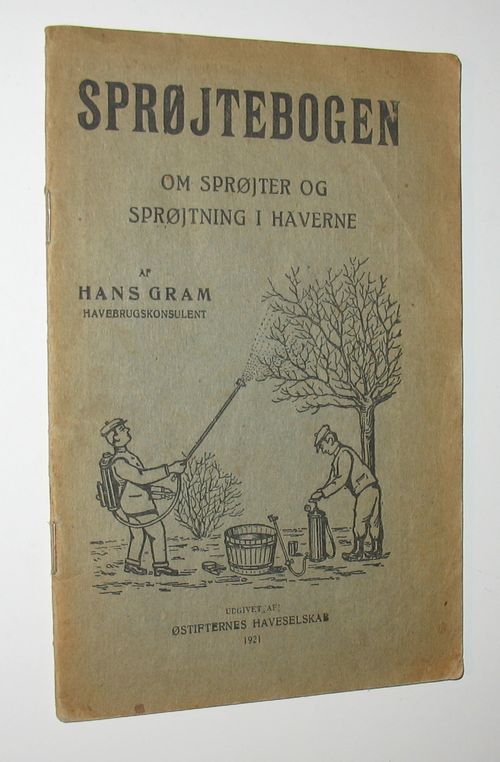 SPRØJTEBOGEN
OM SPRØJTER OG
SPRØJTNING I HAVERNE
AF
HANS GRAM
HAVEBRUGSKONSULENT
UDGIVET AF:
ØSTIFTERNES HAVESELSKAB
1921